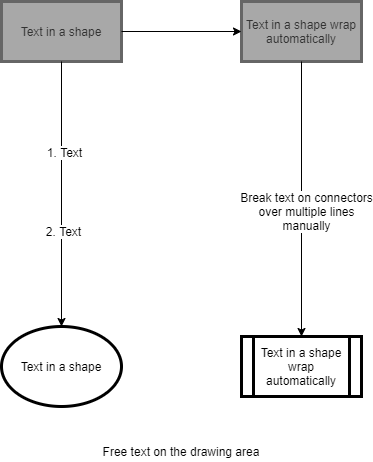 Text in a shape
Text in a shape wrap
automatically
1. Text
2. Text
Break text on connectors
over multiple lines
manually
Text in a shape
Text in a shape
wrap
automatically
Free text on the drawing area